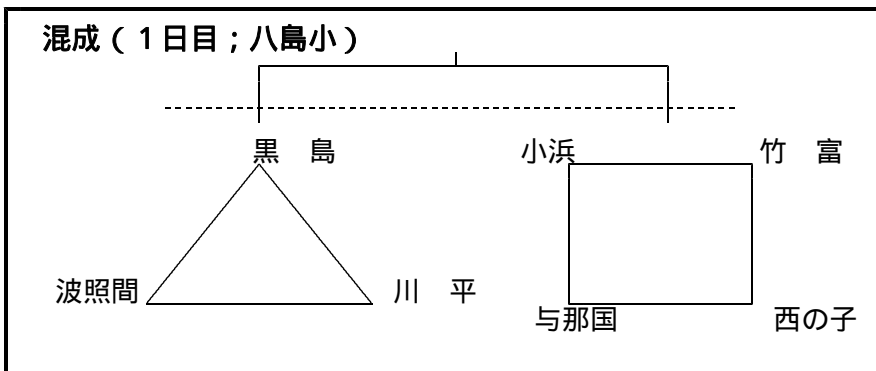 混成(1日目;八島小)
黒　島
小浜
竹　富
波照間
川　平
与那国
西の子